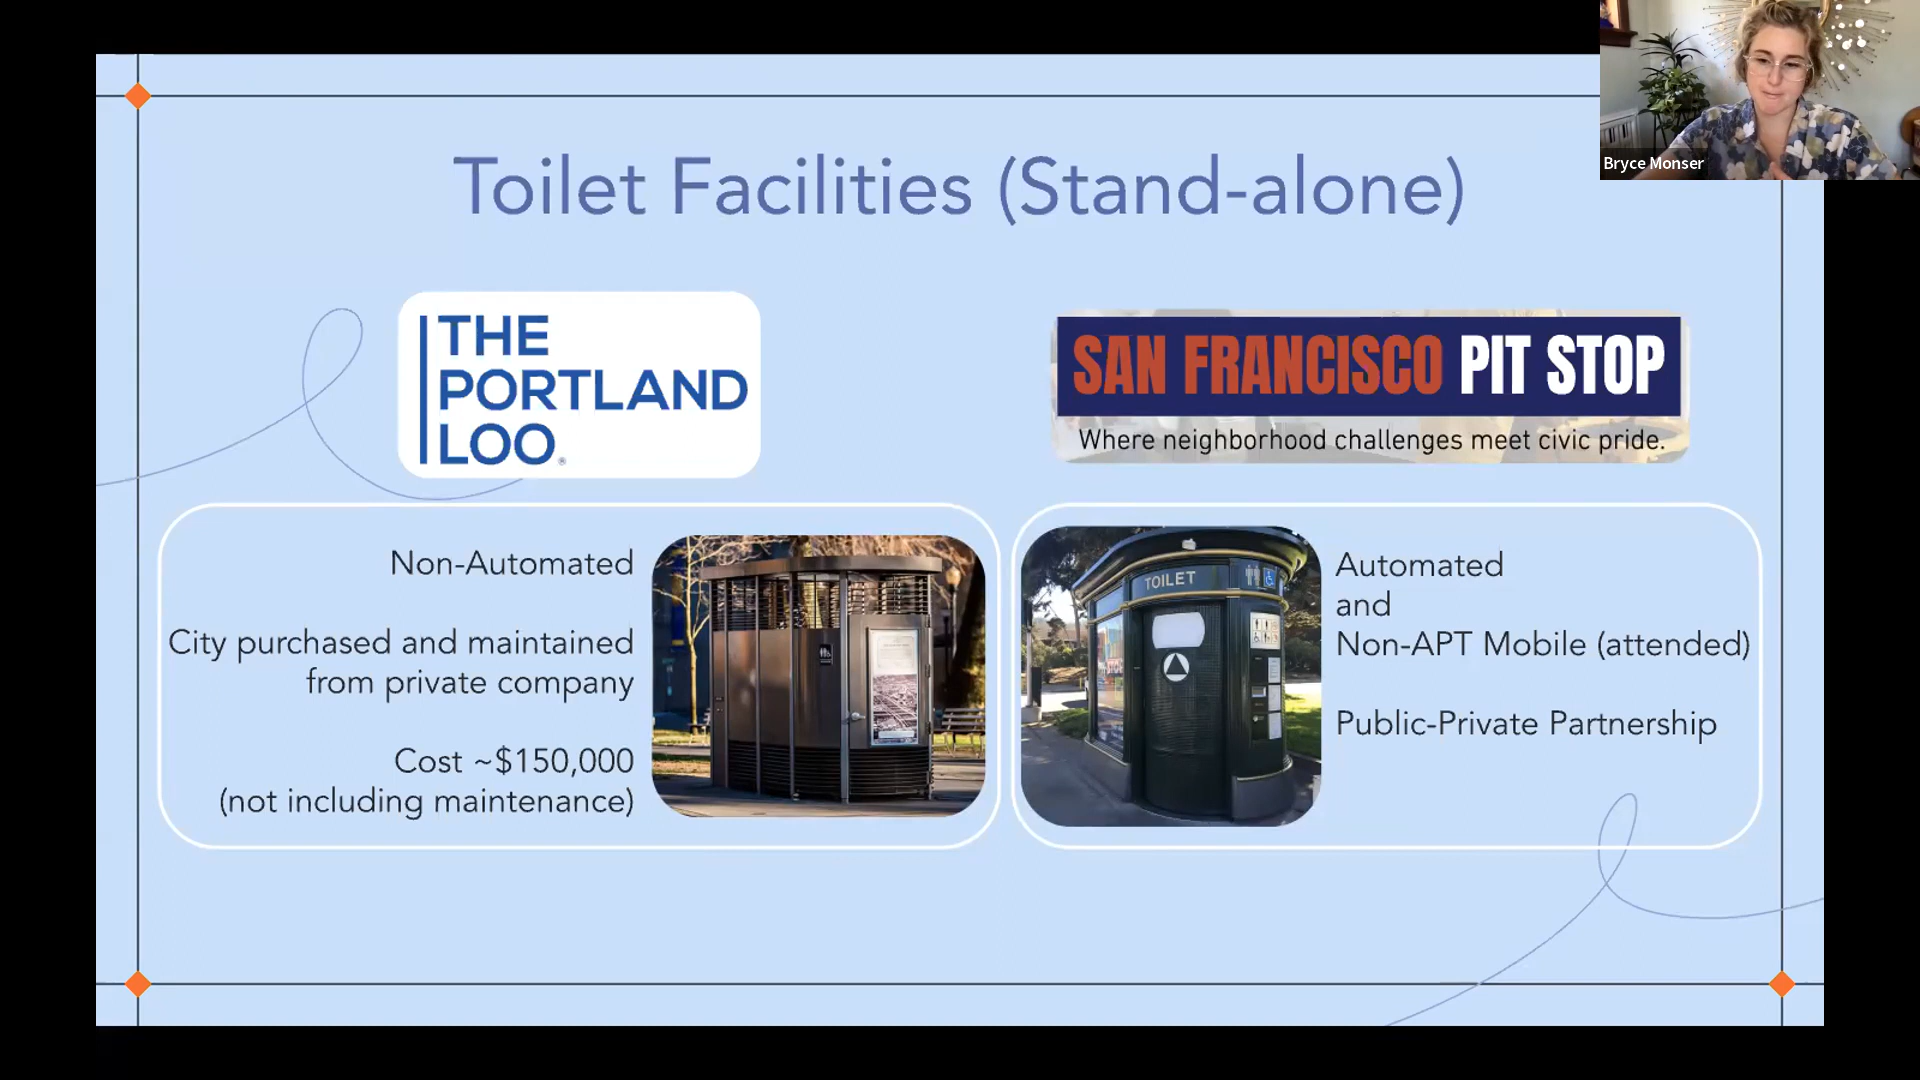 Bryce Monser
Toilet Facilities (Stand-alone)
THE
PORTLAND
LOO®
SAN FRANCISCO PIT STOP
Where neighborhood challenges meet civic pride.
Non-Automated
City purchased and maintained
from private company
Cost ~$150,000
(not including maintenance)
TOILET
Automated
and
Non-APT Mobile (attended)
Public-Private Partnership